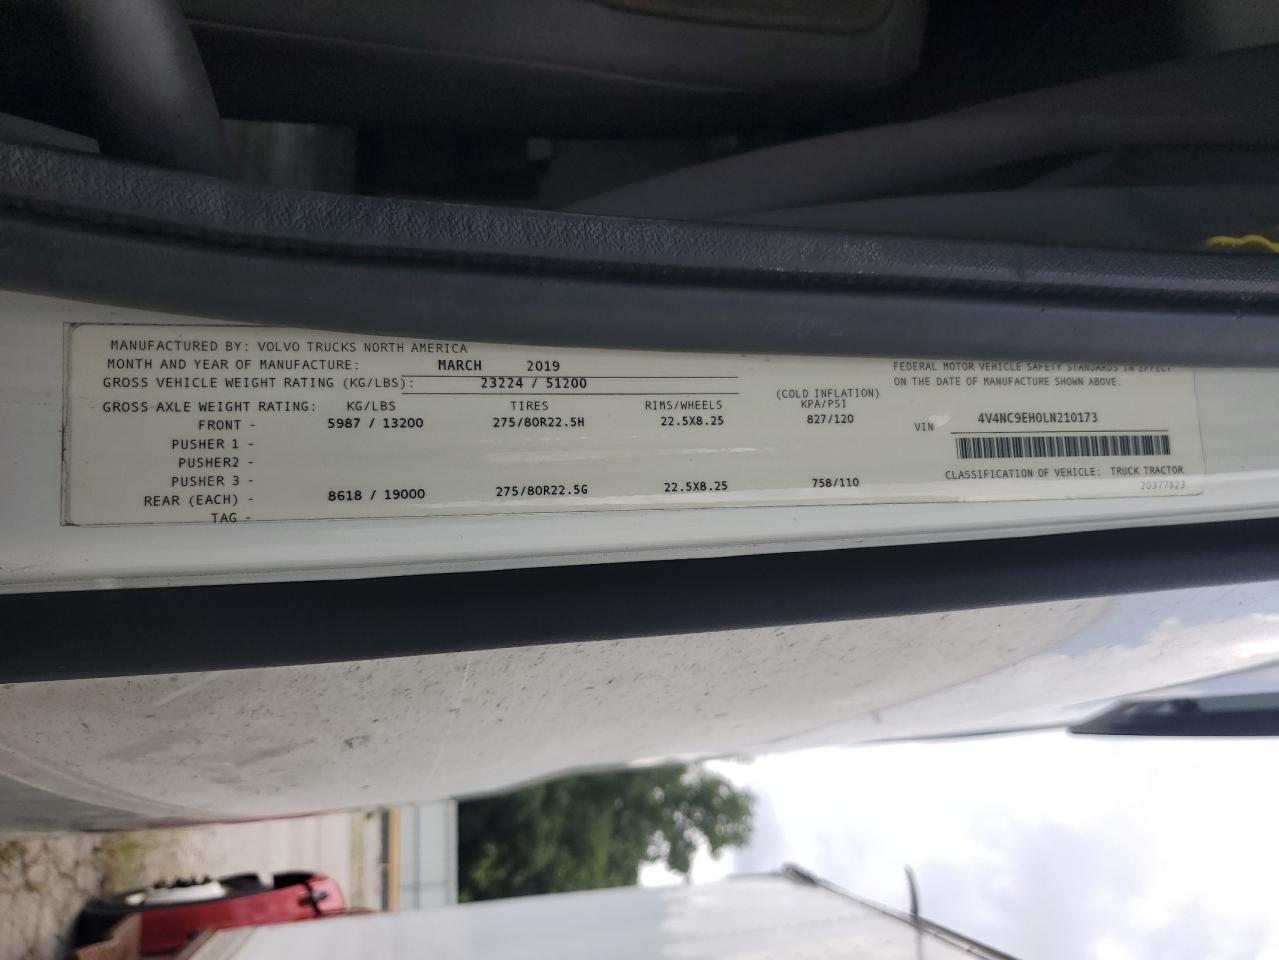 MANUFACTURED BY: VOLVO TRUCKS NORTH AMERICA
MONTH AND YEAR OF MANUFACTURE: MARCH 2019
GROSS VEHICLE WEIGHT RATING (KG/LBS): 23224 / 51200
GROSS AXLE WEIGHT RATING: KG/LBS TIRES RIMS/WHEELS (COLD INFLATION) KPA/PSI
FRONT - 5987 / 13200 275/80R22.5H 22.5X8.25 827/120
PUSHER 1 -
PUSHER2 -
PUSHER 3 -
REAR (EACH) - 8618 / 19000 275/80R22.5G 22.5X8.25 758/110
TAG -
FEDERAL MOTOR VEHICLE SAFETY STANDARDS IN EFFECT
ON THE DATE OF MANUFACTURE SHOWN ABOVE.
VIN 4V4NC9EH0LN210173
CLASSIFICATION OF VEHICLE: TRUCK TRACTOR
20377823